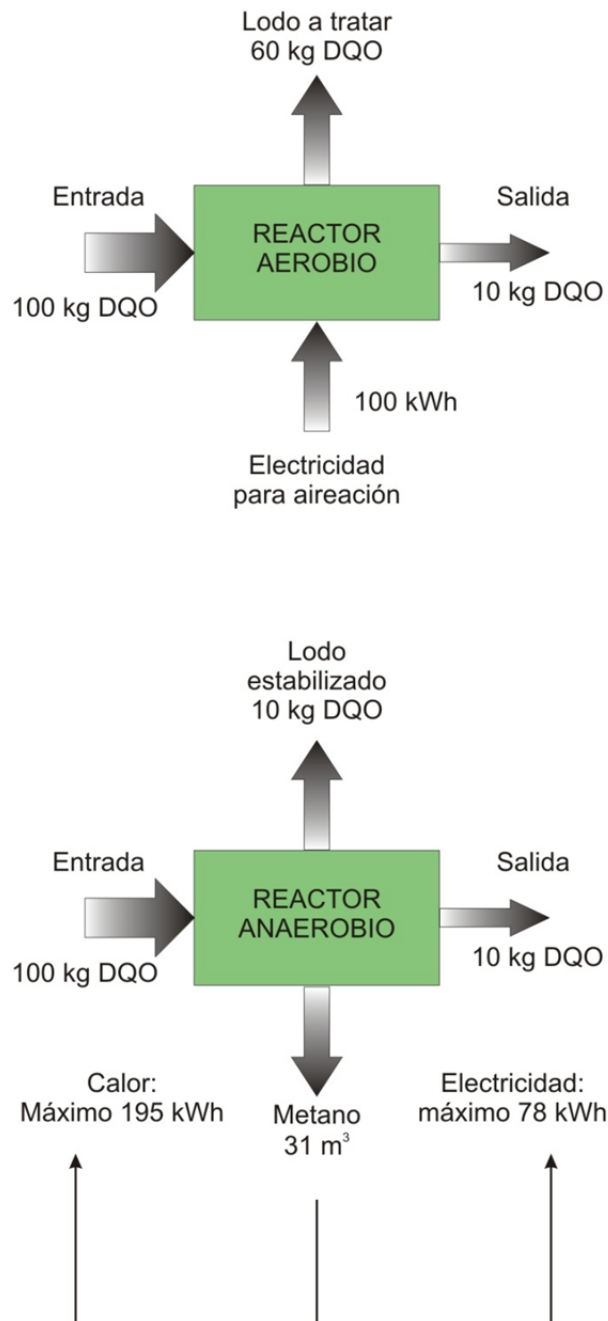 Lodo a tratar
60 kg DQO
Entrada
Salida
REACTOR
AEROBIO
100 kg DQO
10 kg DQO
100 kWh
Electricidad
para aireación
Lodo
estabilizado
10 kg DQO
Entrada
Salida
REACTOR
ANAEROBIO
100 kg DQO
10 kg DQO
Calor:
Máximo 195 kWh
Metano
31 m³
Electricidad:
máximo 78 kWh